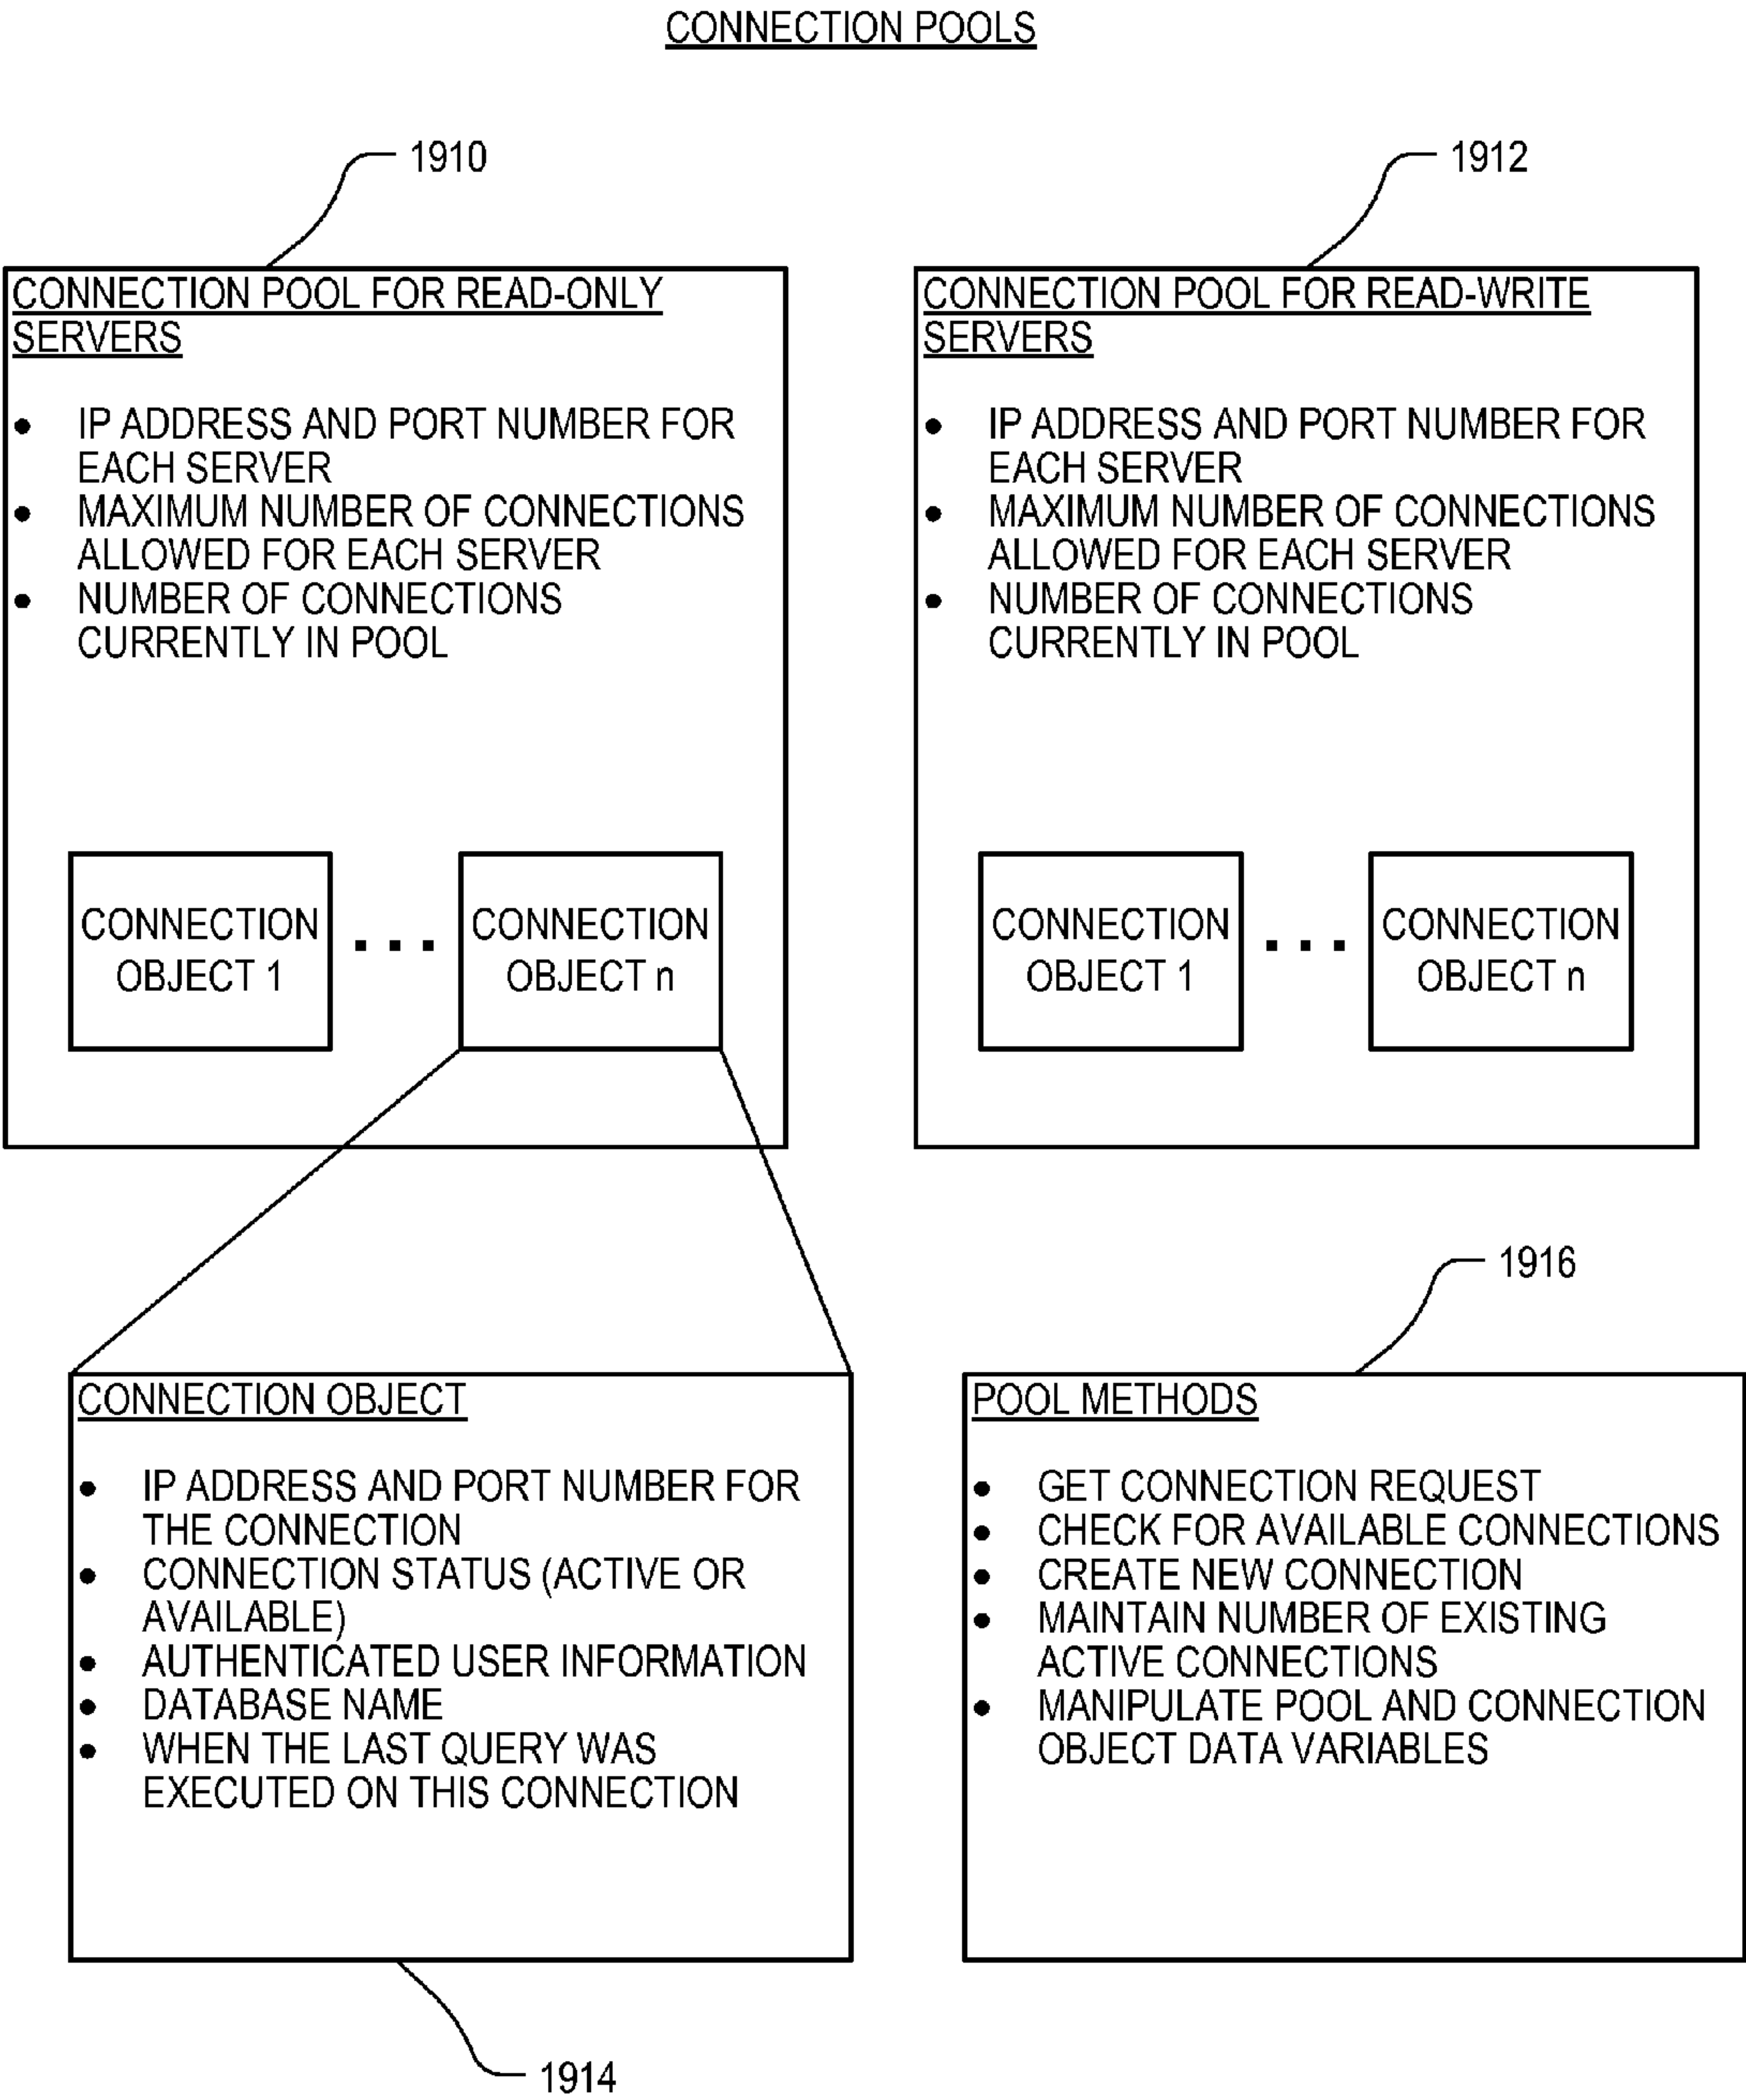 CONNECTION POOLS
1910
CONNECTION POOL FOR READ-ONLY
SERVERS
• IP ADDRESS AND PORT NUMBER FOR
EACH SERVER
• MAXIMUM NUMBER OF CONNECTIONS
ALLOWED FOR EACH SERVER
• NUMBER OF CONNECTIONS
CURRENTLY IN POOL
CONNECTION
OBJECT 1
. . .
CONNECTION
OBJECT n
1912
CONNECTION POOL FOR READ-WRITE
SERVERS
• IP ADDRESS AND PORT NUMBER FOR
EACH SERVER
• MAXIMUM NUMBER OF CONNECTIONS
ALLOWED FOR EACH SERVER
• NUMBER OF CONNECTIONS
CURRENTLY IN POOL
CONNECTION
OBJECT 1
. . .
CONNECTION
OBJECT n
CONNECTION OBJECT
• IP ADDRESS AND PORT NUMBER FOR
THE CONNECTION
• CONNECTION STATUS (ACTIVE OR
AVAILABLE)
• AUTHENTICATED USER INFORMATION
• DATABASE NAME
• WHEN THE LAST QUERY WAS
EXECUTED ON THIS CONNECTION
1914
1916
POOL METHODS
• GET CONNECTION REQUEST
• CHECK FOR AVAILABLE CONNECTIONS
• CREATE NEW CONNECTION
• MAINTAIN NUMBER OF EXISTING
ACTIVE CONNECTIONS
• MANIPULATE POOL AND CONNECTION
OBJECT DATA VARIABLES